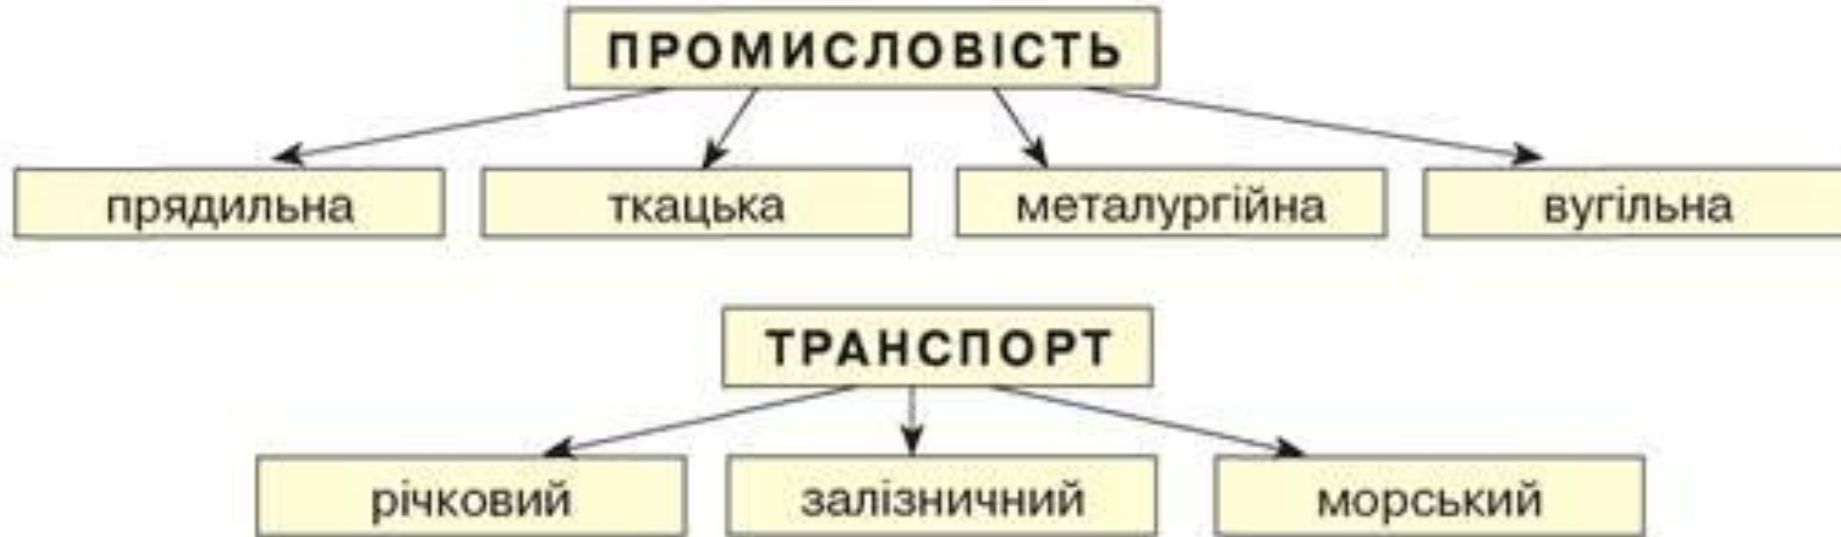 ПРОМИСЛОВІСТЬ
прядильна ткацька металургійна вугільна
ТРАНСПОРТ
річковий залізничний морський